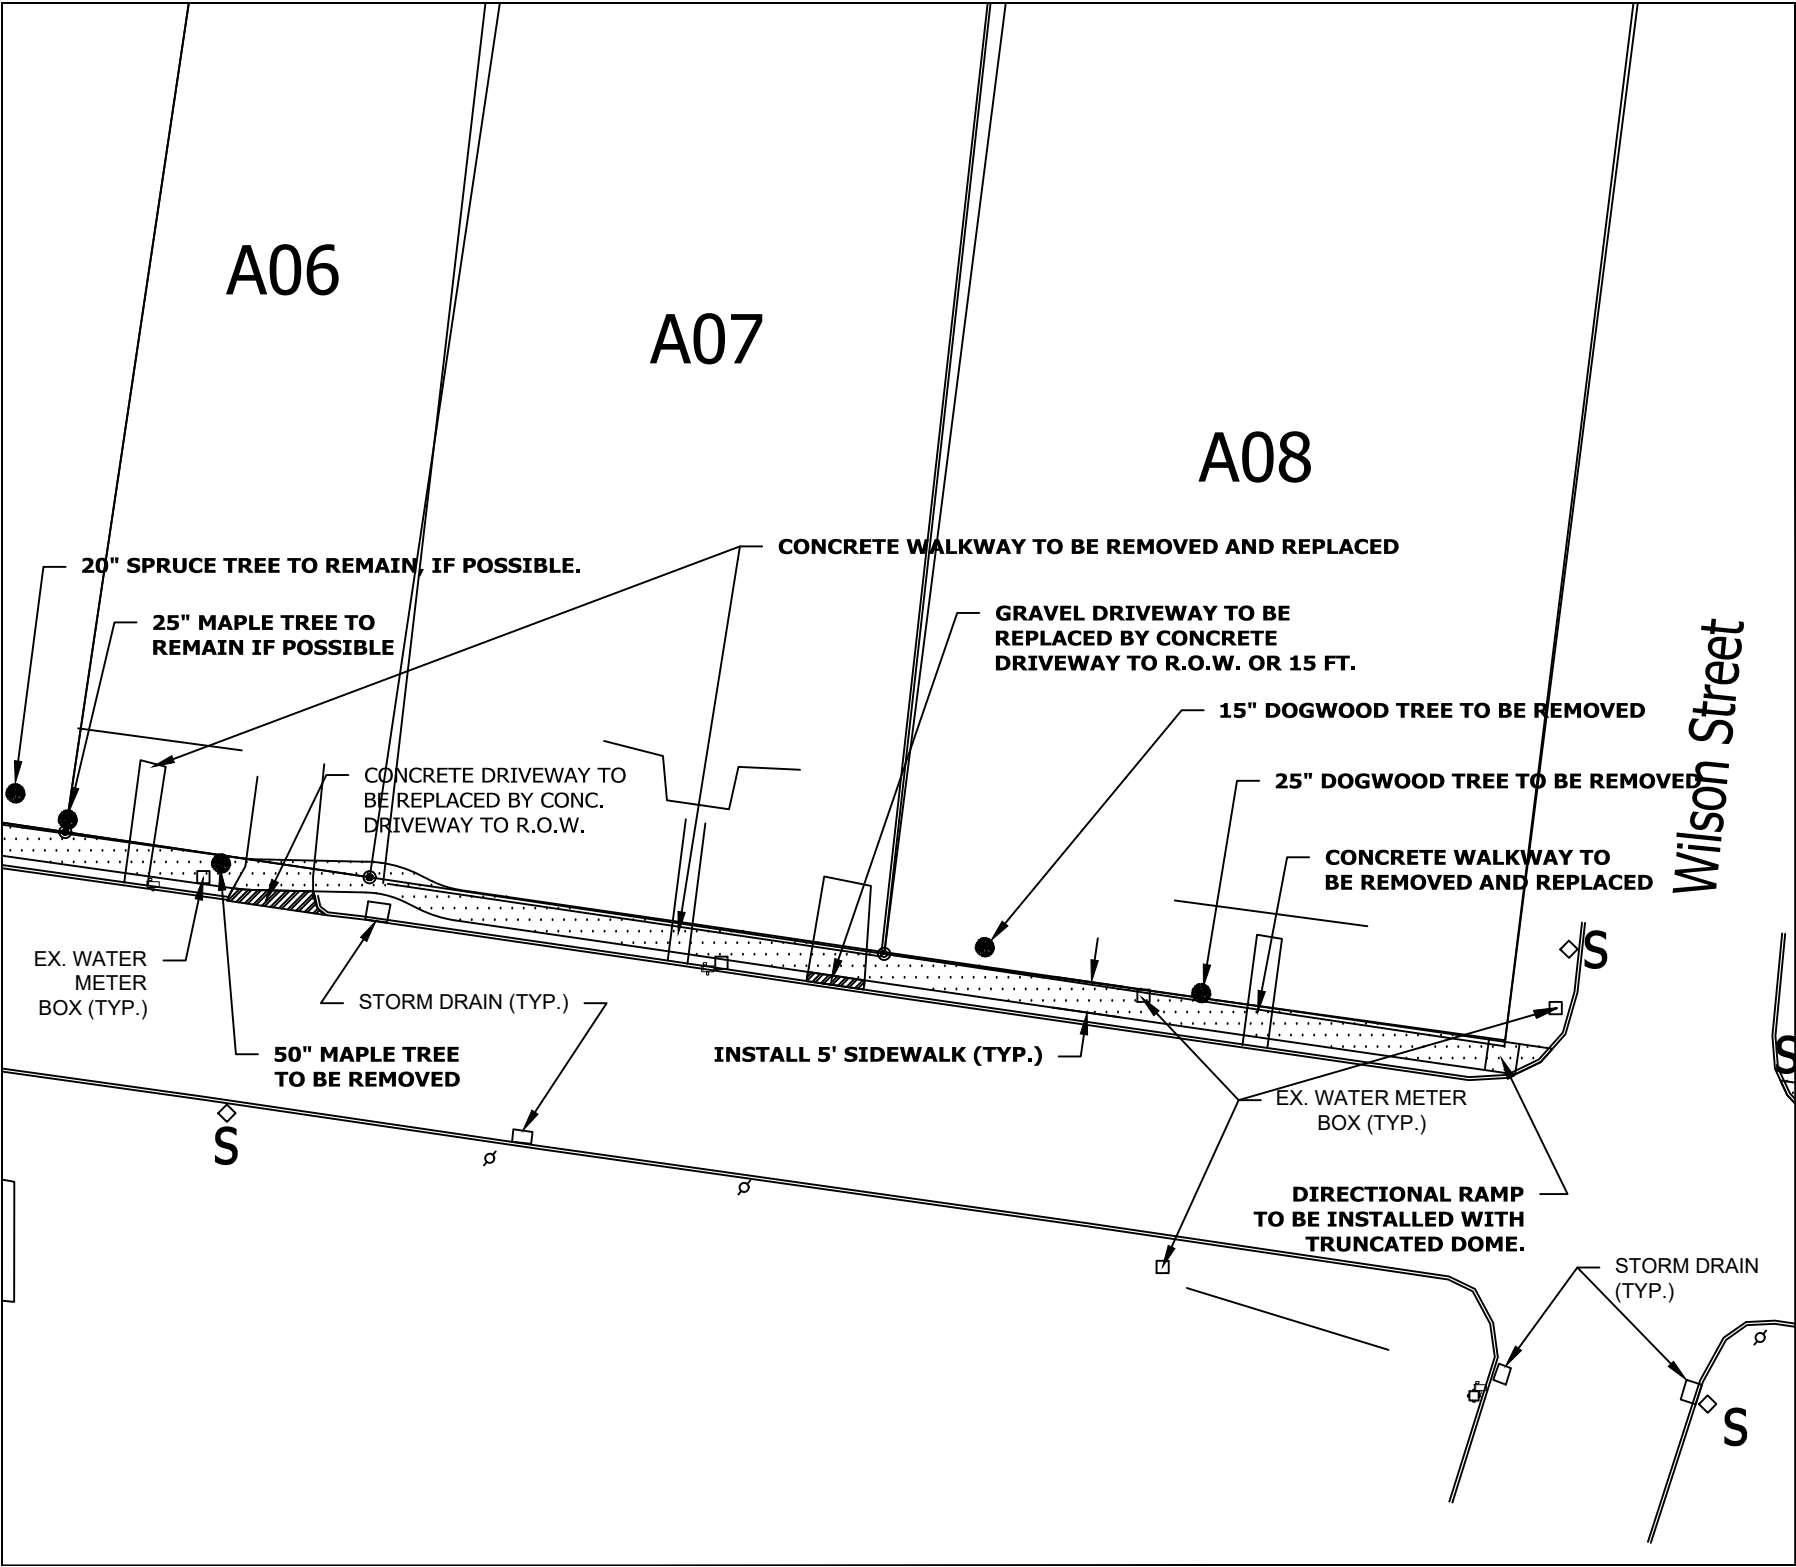 A06
A07
A08
CONCRETE WALKWAY TO BE REMOVED AND REPLACED
20" SPRUCE TREE TO REMAIN, IF POSSIBLE.
25" MAPLE TREE TO
REMAIN IF POSSIBLE
GRAVEL DRIVEWAY TO BE
REPLACED BY CONCRETE
DRIVEWAY TO R.O.W. OR 15 FT.
Wilson Street
15" DOGWOOD TREE TO BE REMOVED
CONCRETE DRIVEWAY TO
BE REPLACED BY CONC.
DRIVEWAY TO R.O.W.
25" DOGWOOD TREE TO BE REMOVED
CONCRETE WALKWAY TO
BE REMOVED AND REPLACED
S
EX. WATER
METER
BOX (TYP.)
STORM DRAIN (TYP.)
50" MAPLE TREE
TO BE REMOVED
INSTALL 5' SIDEWALK (TYP.)
S
EX. WATER METER
BOX (TYP.)
S
DIRECTIONAL RAMP
TO BE INSTALLED WITH
TRUNCATED DOME.
STORM DRAIN
(TYP.)
S